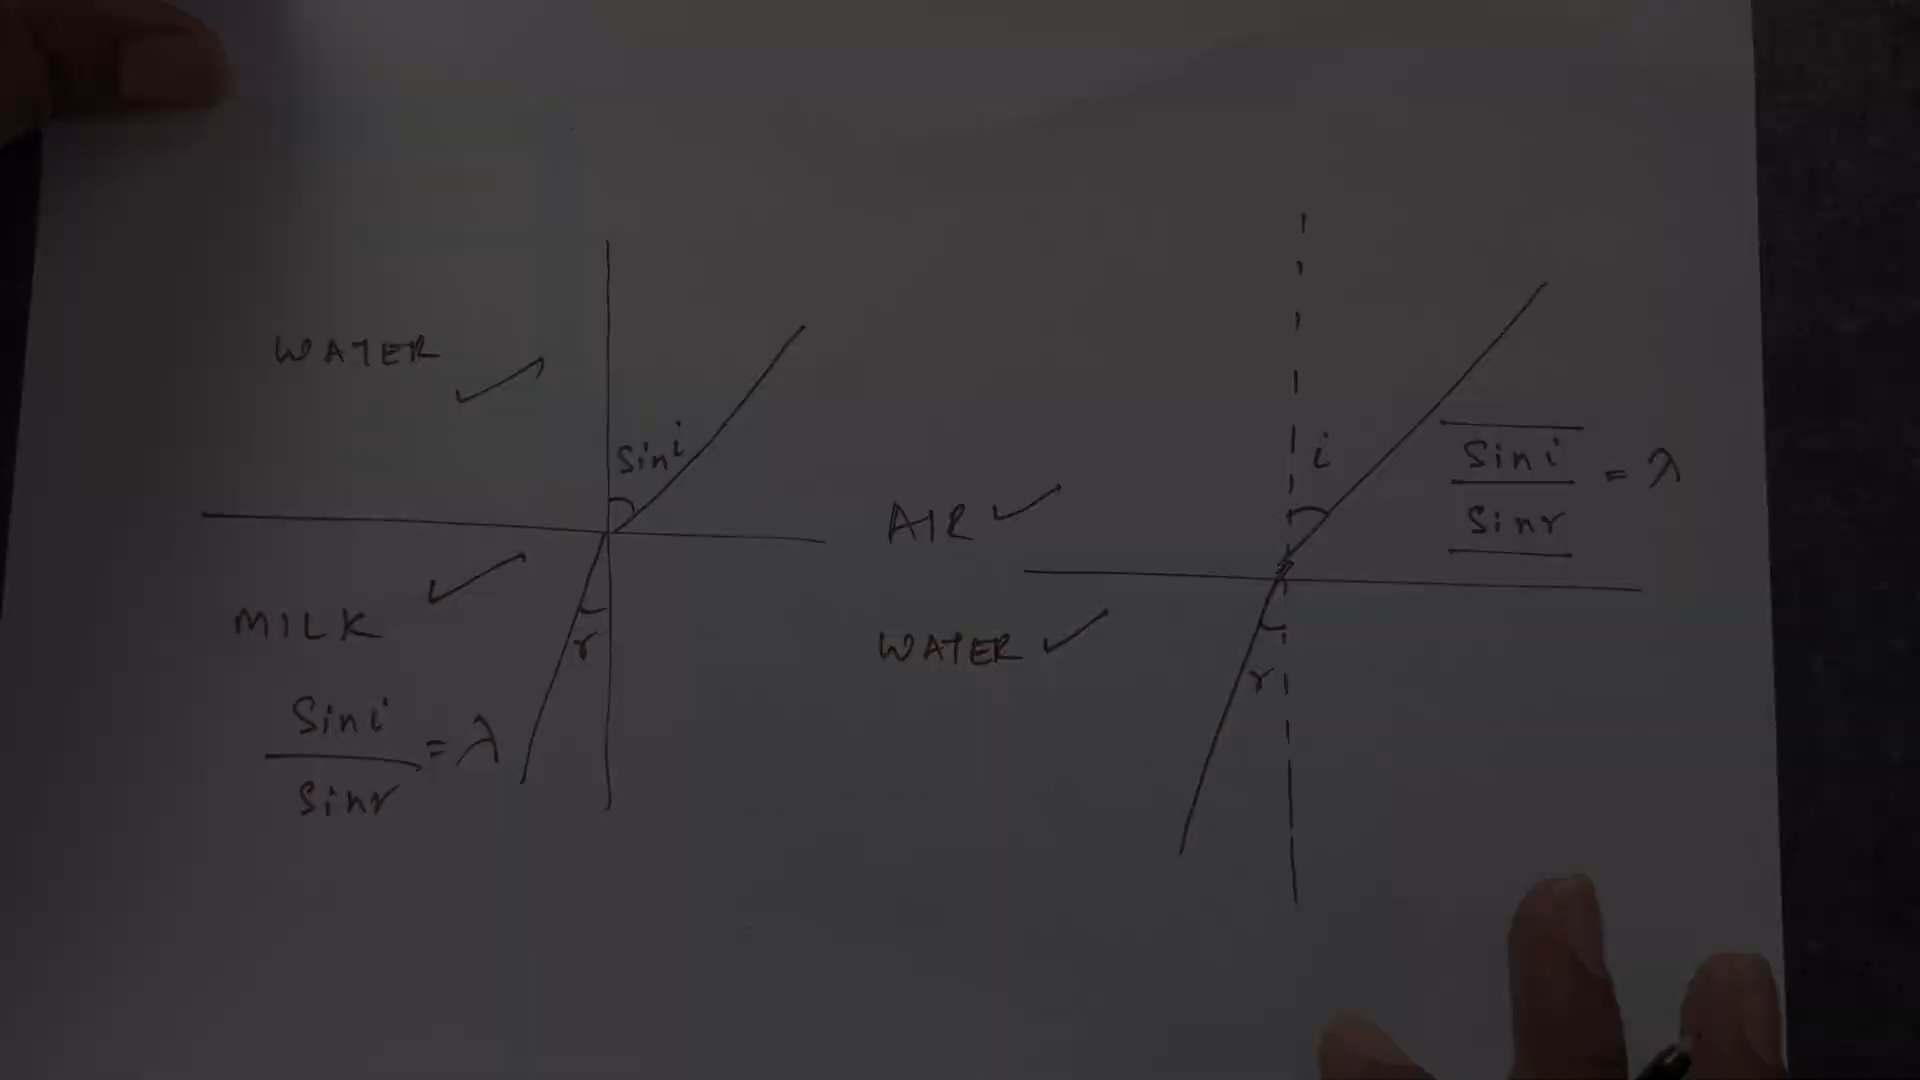 WATER
Sin i
MILK
r
Sin i
= λ
Sin r
i
Sin i
= λ
Sin r
AIR
WATER
r